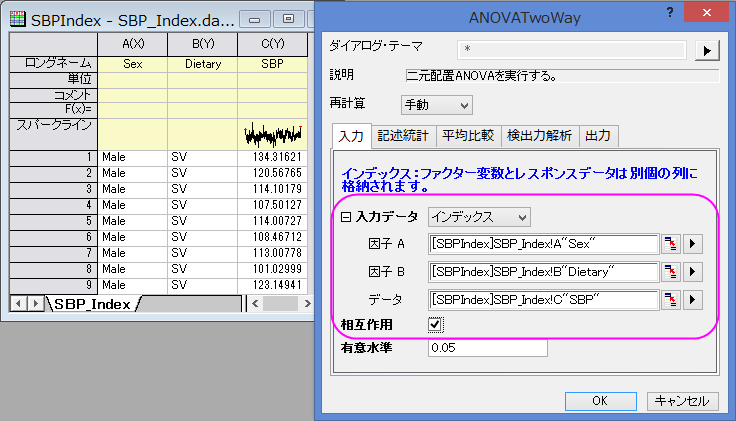 SBPIndex - SBP_Index.da...
A(X) B(Y) C(Y)
ロングネーム Sex Dietary SBP
単位
コメント
F(x)=
スパークライン
1 Male SV 134.31621
2 Male SV 120.56765
3 Male SV 114.10179
4 Male SV 107.50127
5 Male SV 114.00727
6 Male SV 108.46712
7 Male SV 113.00778
8 Male SV 101.02999
9 Male SV 123.14941
SBP_Index
ANOVATwoWay
ダイアログ・テーマ *
説明 二元配置ANOVAを実行する。
再計算 手動
入力 記述統計 平均比較 検出力解析 出力
インデックス：ファクター変数とレスポンスデータは別個の列に
格納されます。
入力データ インデックス
因子 A [SBPIndex]SBP_Index!A"Sex"
因子 B [SBPIndex]SBP_Index!B"Dietary"
データ [SBPIndex]SBP_Index!C"SBP"
相互作用
有意水準 0.05
OK キャンセル